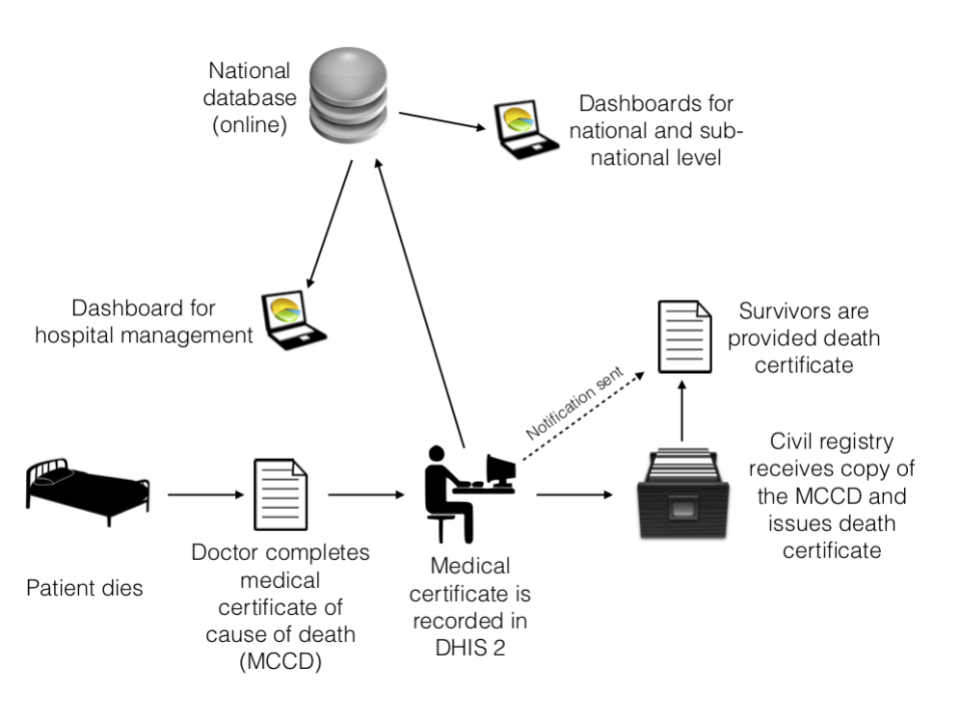 National
database
(online)
Dashboards for
national and sub-
national level
Dashboard for
hospital management
Survivors are
provided death
certificate
Notification sent
Civil registry
receives copy of
the MCCD and
issues death
certificate
Patient dies
Doctor completes
medical
certificate of
cause of death
(MCCD)
Medical
certificate is
recorded in
DHIS 2